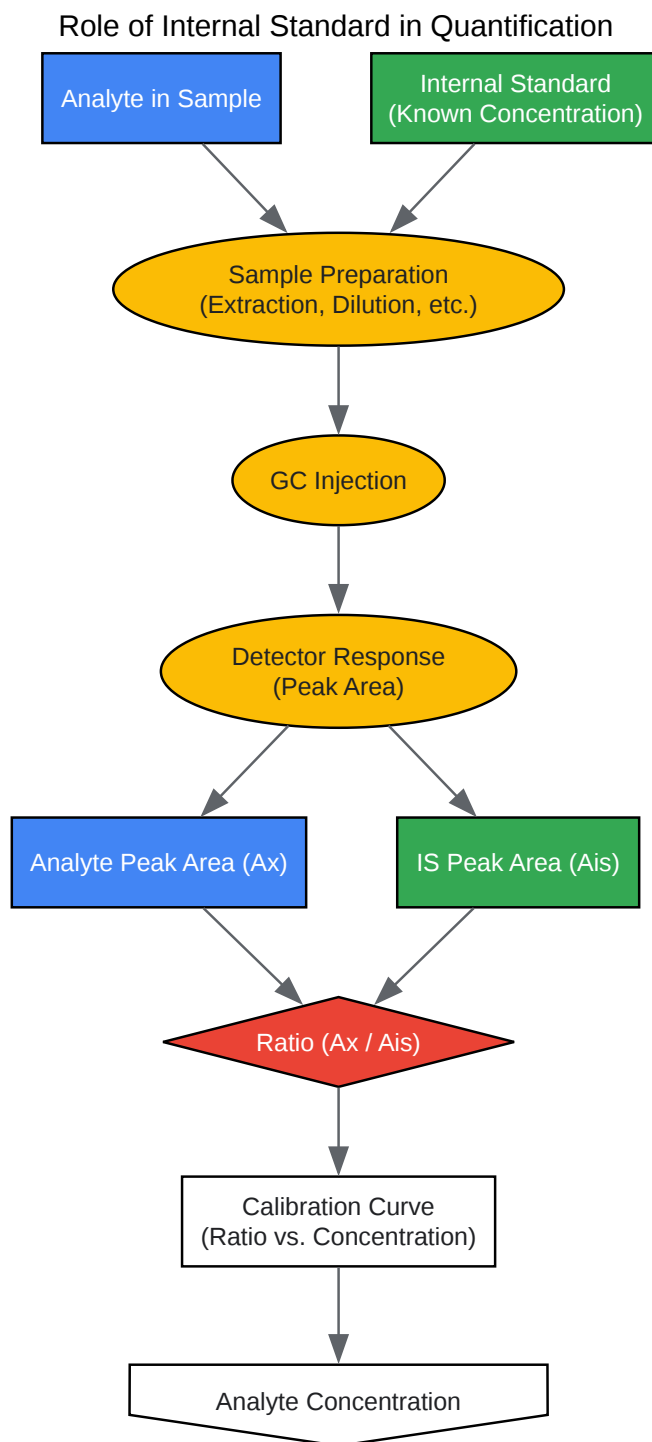 Role of Internal Standard in Quantification
Analyte in Sample
Internal Standard
(Known Concentration)
Sample Preparation
(Extraction, Dilution, etc.)
GC Injection
Detector Response
(Peak Area)
Analyte Peak Area (Ax)
IS Peak Area (Ais)
Ratio (Ax / Ais)
Calibration Curve
(Ratio vs. Concentration)
Analyte Concentration